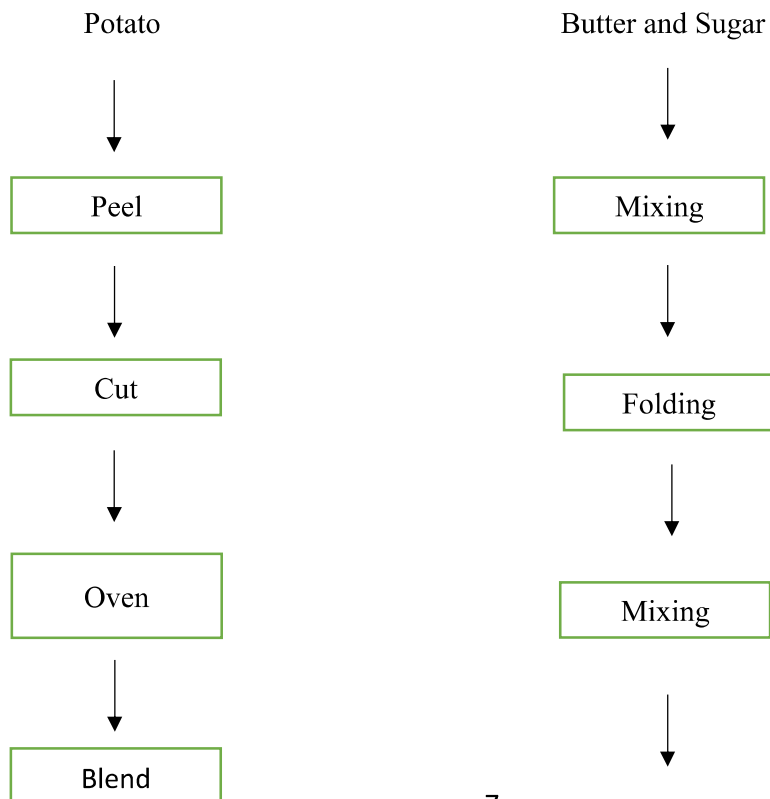 Potato
Peel
Cut
Oven
Blend
Butter and Sugar
Mixing
Folding
Mixing